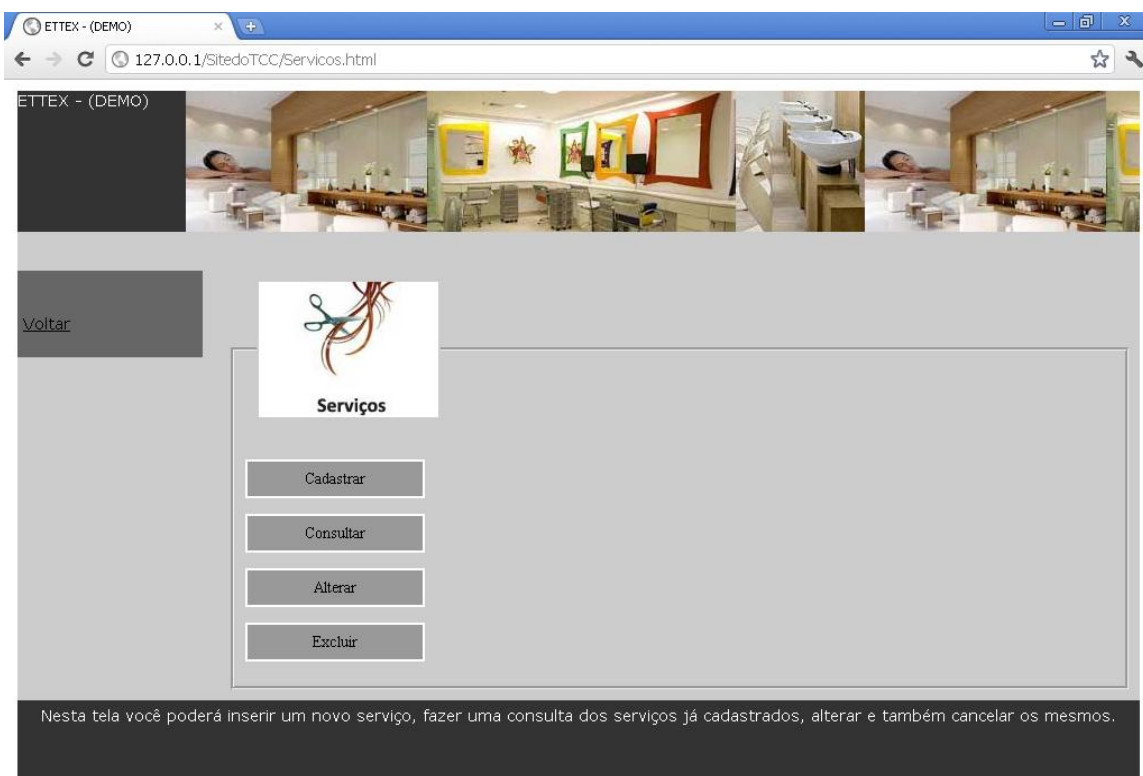 ETTEX - (DEMO)
127.0.0.1/SitedoTCC/Servicos.html
ETTEX - (DEMO)
Voltar
Serviços
Cadastrar
Consultar
Alterar
Excluir
Nesta tela você poderá inserir um novo serviço, fazer uma consulta dos serviços já cadastrados, alterar e também cancelar os mesmos.